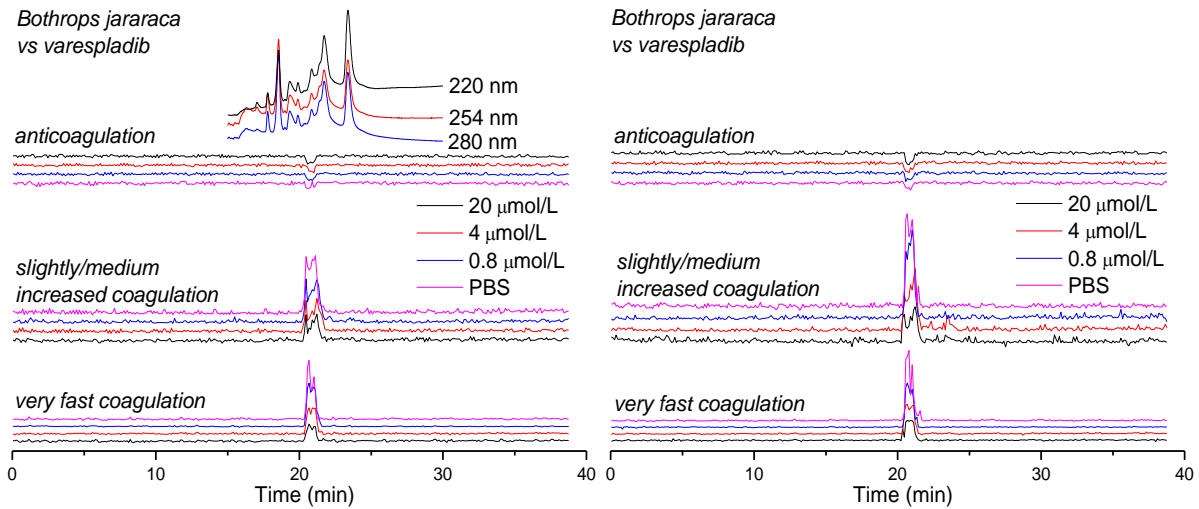 Bothrops jararaca
vs varespladib
220 nm
254 nm
280 nm
anticoagulation
20 μmol/L
4 μmol/L
0.8 μmol/L
PBS
slightly/medium
increased coagulation
very fast coagulation
0 10 20 30 40
Time (min)
Bothrops jararaca
vs varespladib
anticoagulation
20 μmol/L
4 μmol/L
0.8 μmol/L
PBS
slightly/medium
increased coagulation
very fast coagulation
0 10 20 30 40
Time (min)